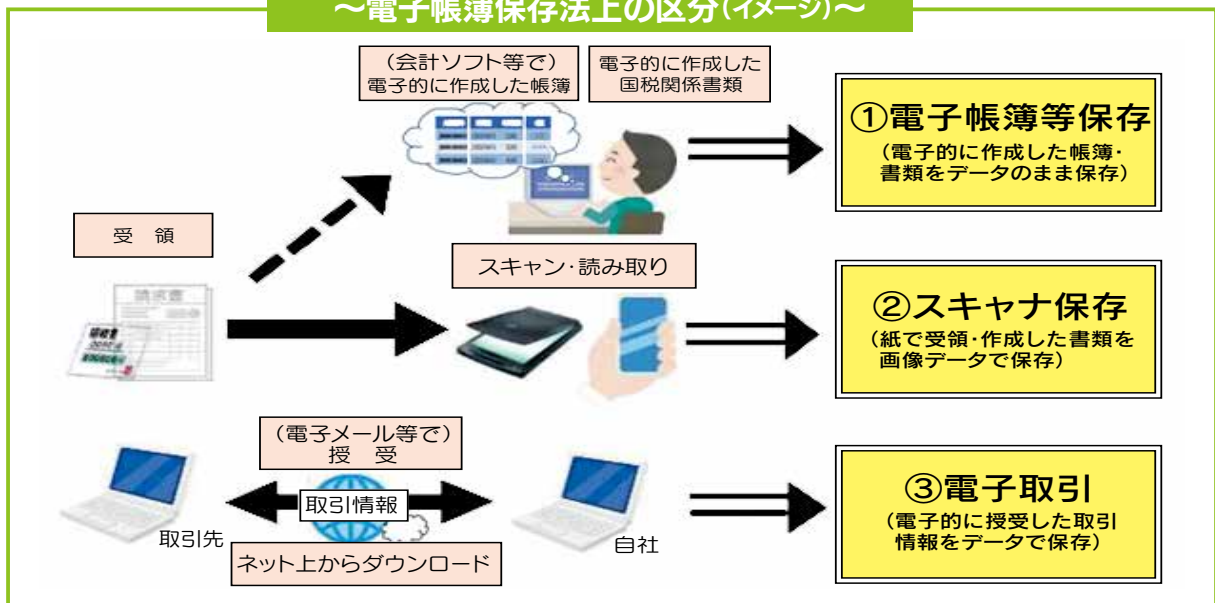 ～電子帳簿保存法上の区分(イメージ)～
(会計ソフト等で)
電子的に作成した帳簿
電子的に作成した
国税関係書類
①電子帳簿等保存
(電子的に作成した帳簿・
書類をデータのまま保存)
受 領
請求書
領収書
スキャン・読み取り
②スキャナ保存
(紙で受領・作成した書類を
画像データで保存)
(電子メール等で)
授 受
取引情報
取引先
自社
ネット上からダウンロード
③電子取引
(電子的に授受した取引
情報をデータで保存)